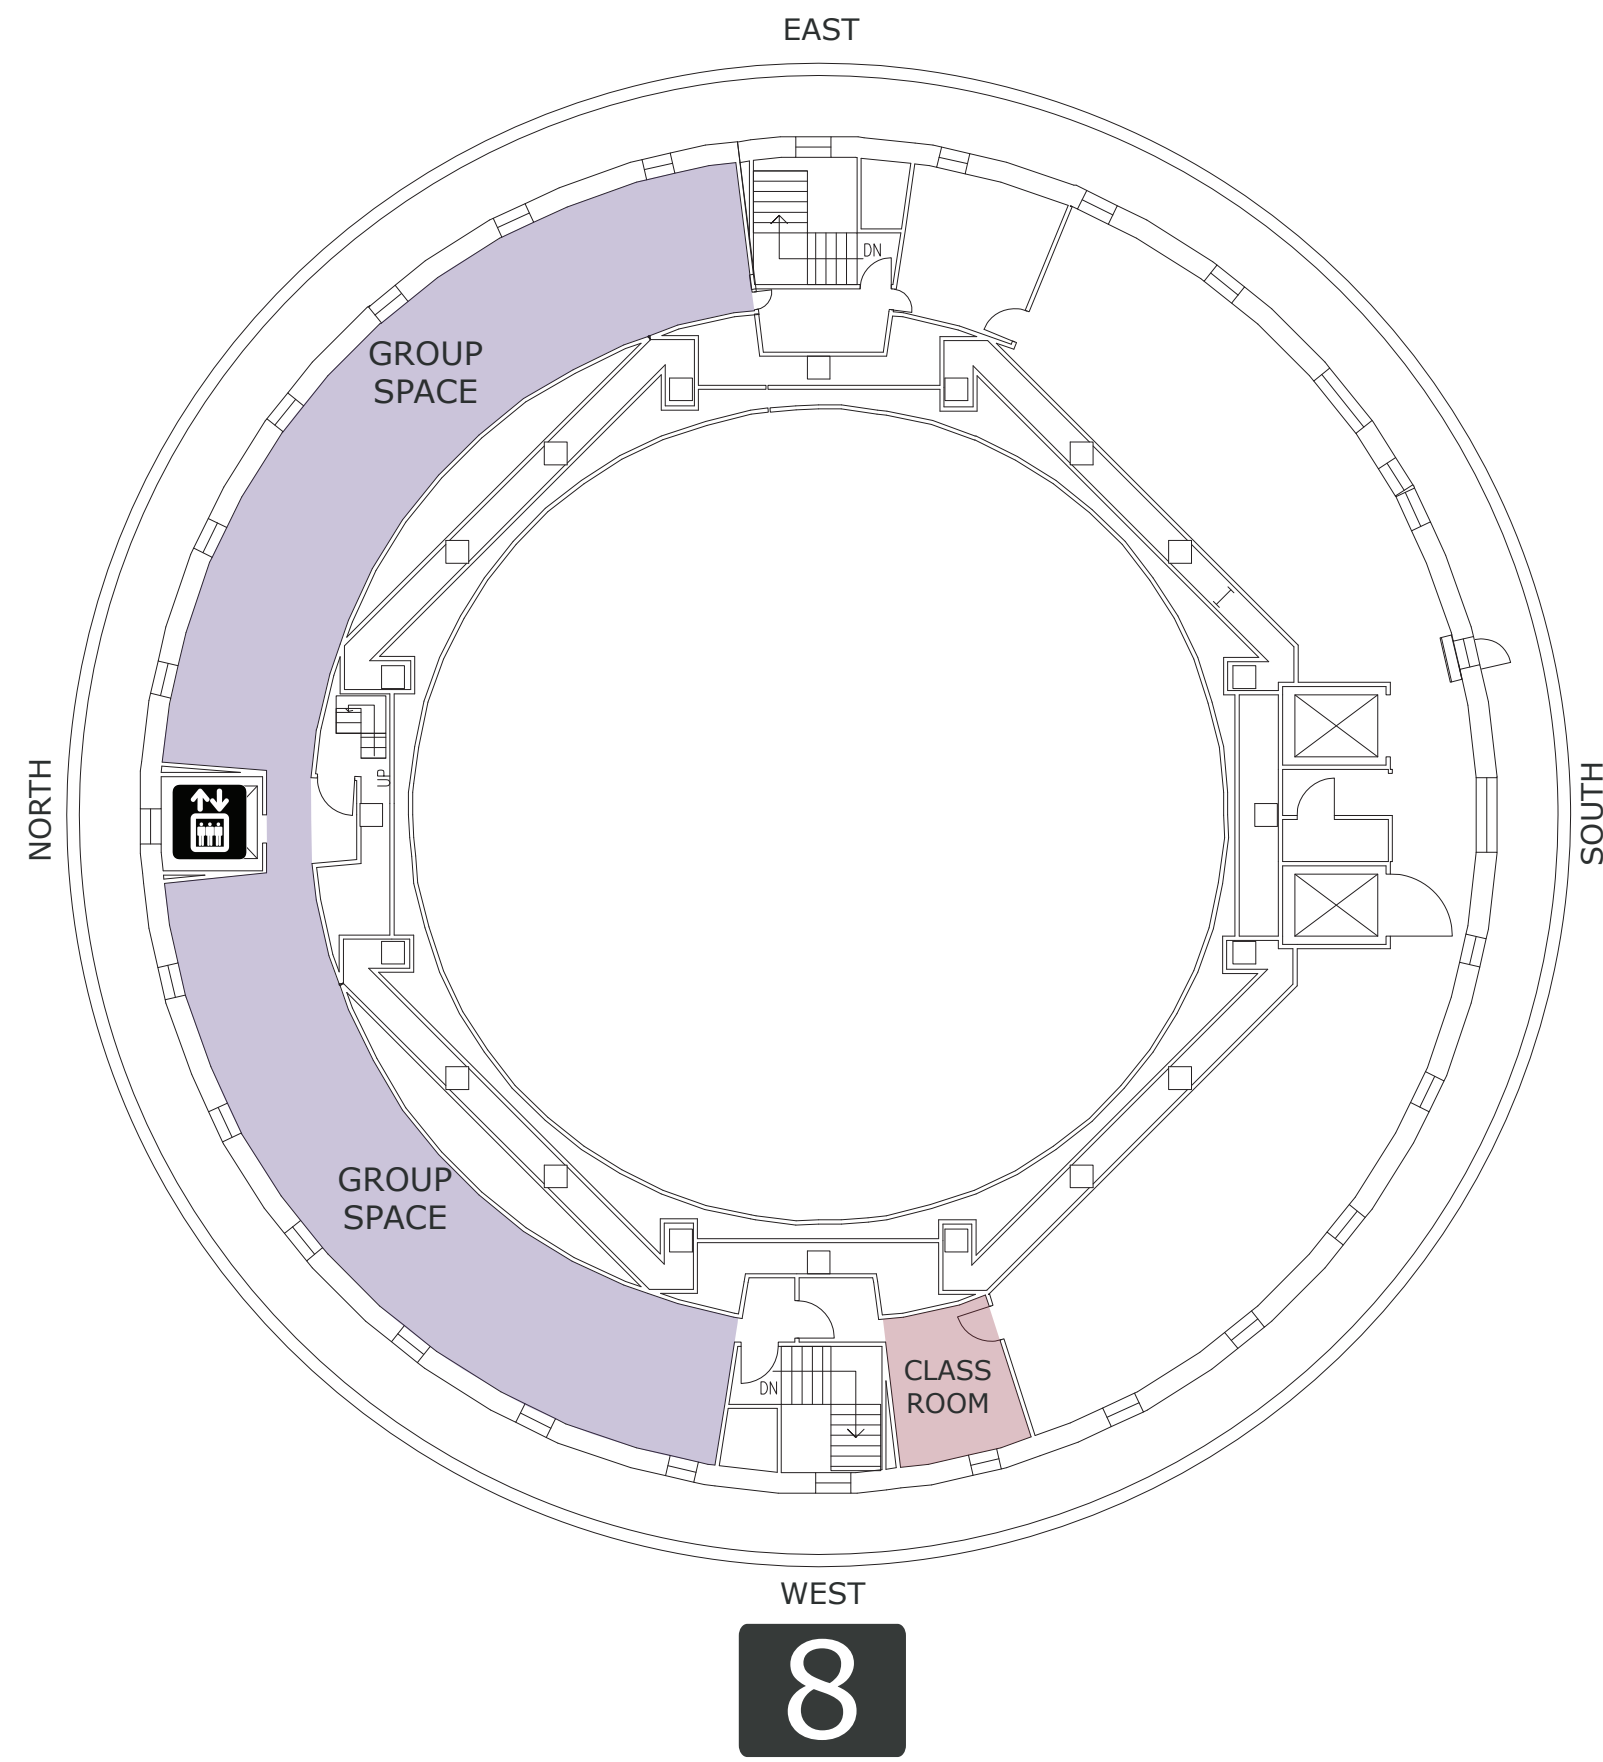 EAST
DN
GROUP
SPACE
UP
NORTH
SOUTH
GROUP
SPACE
CLASS
ROOM
DN
WEST
8